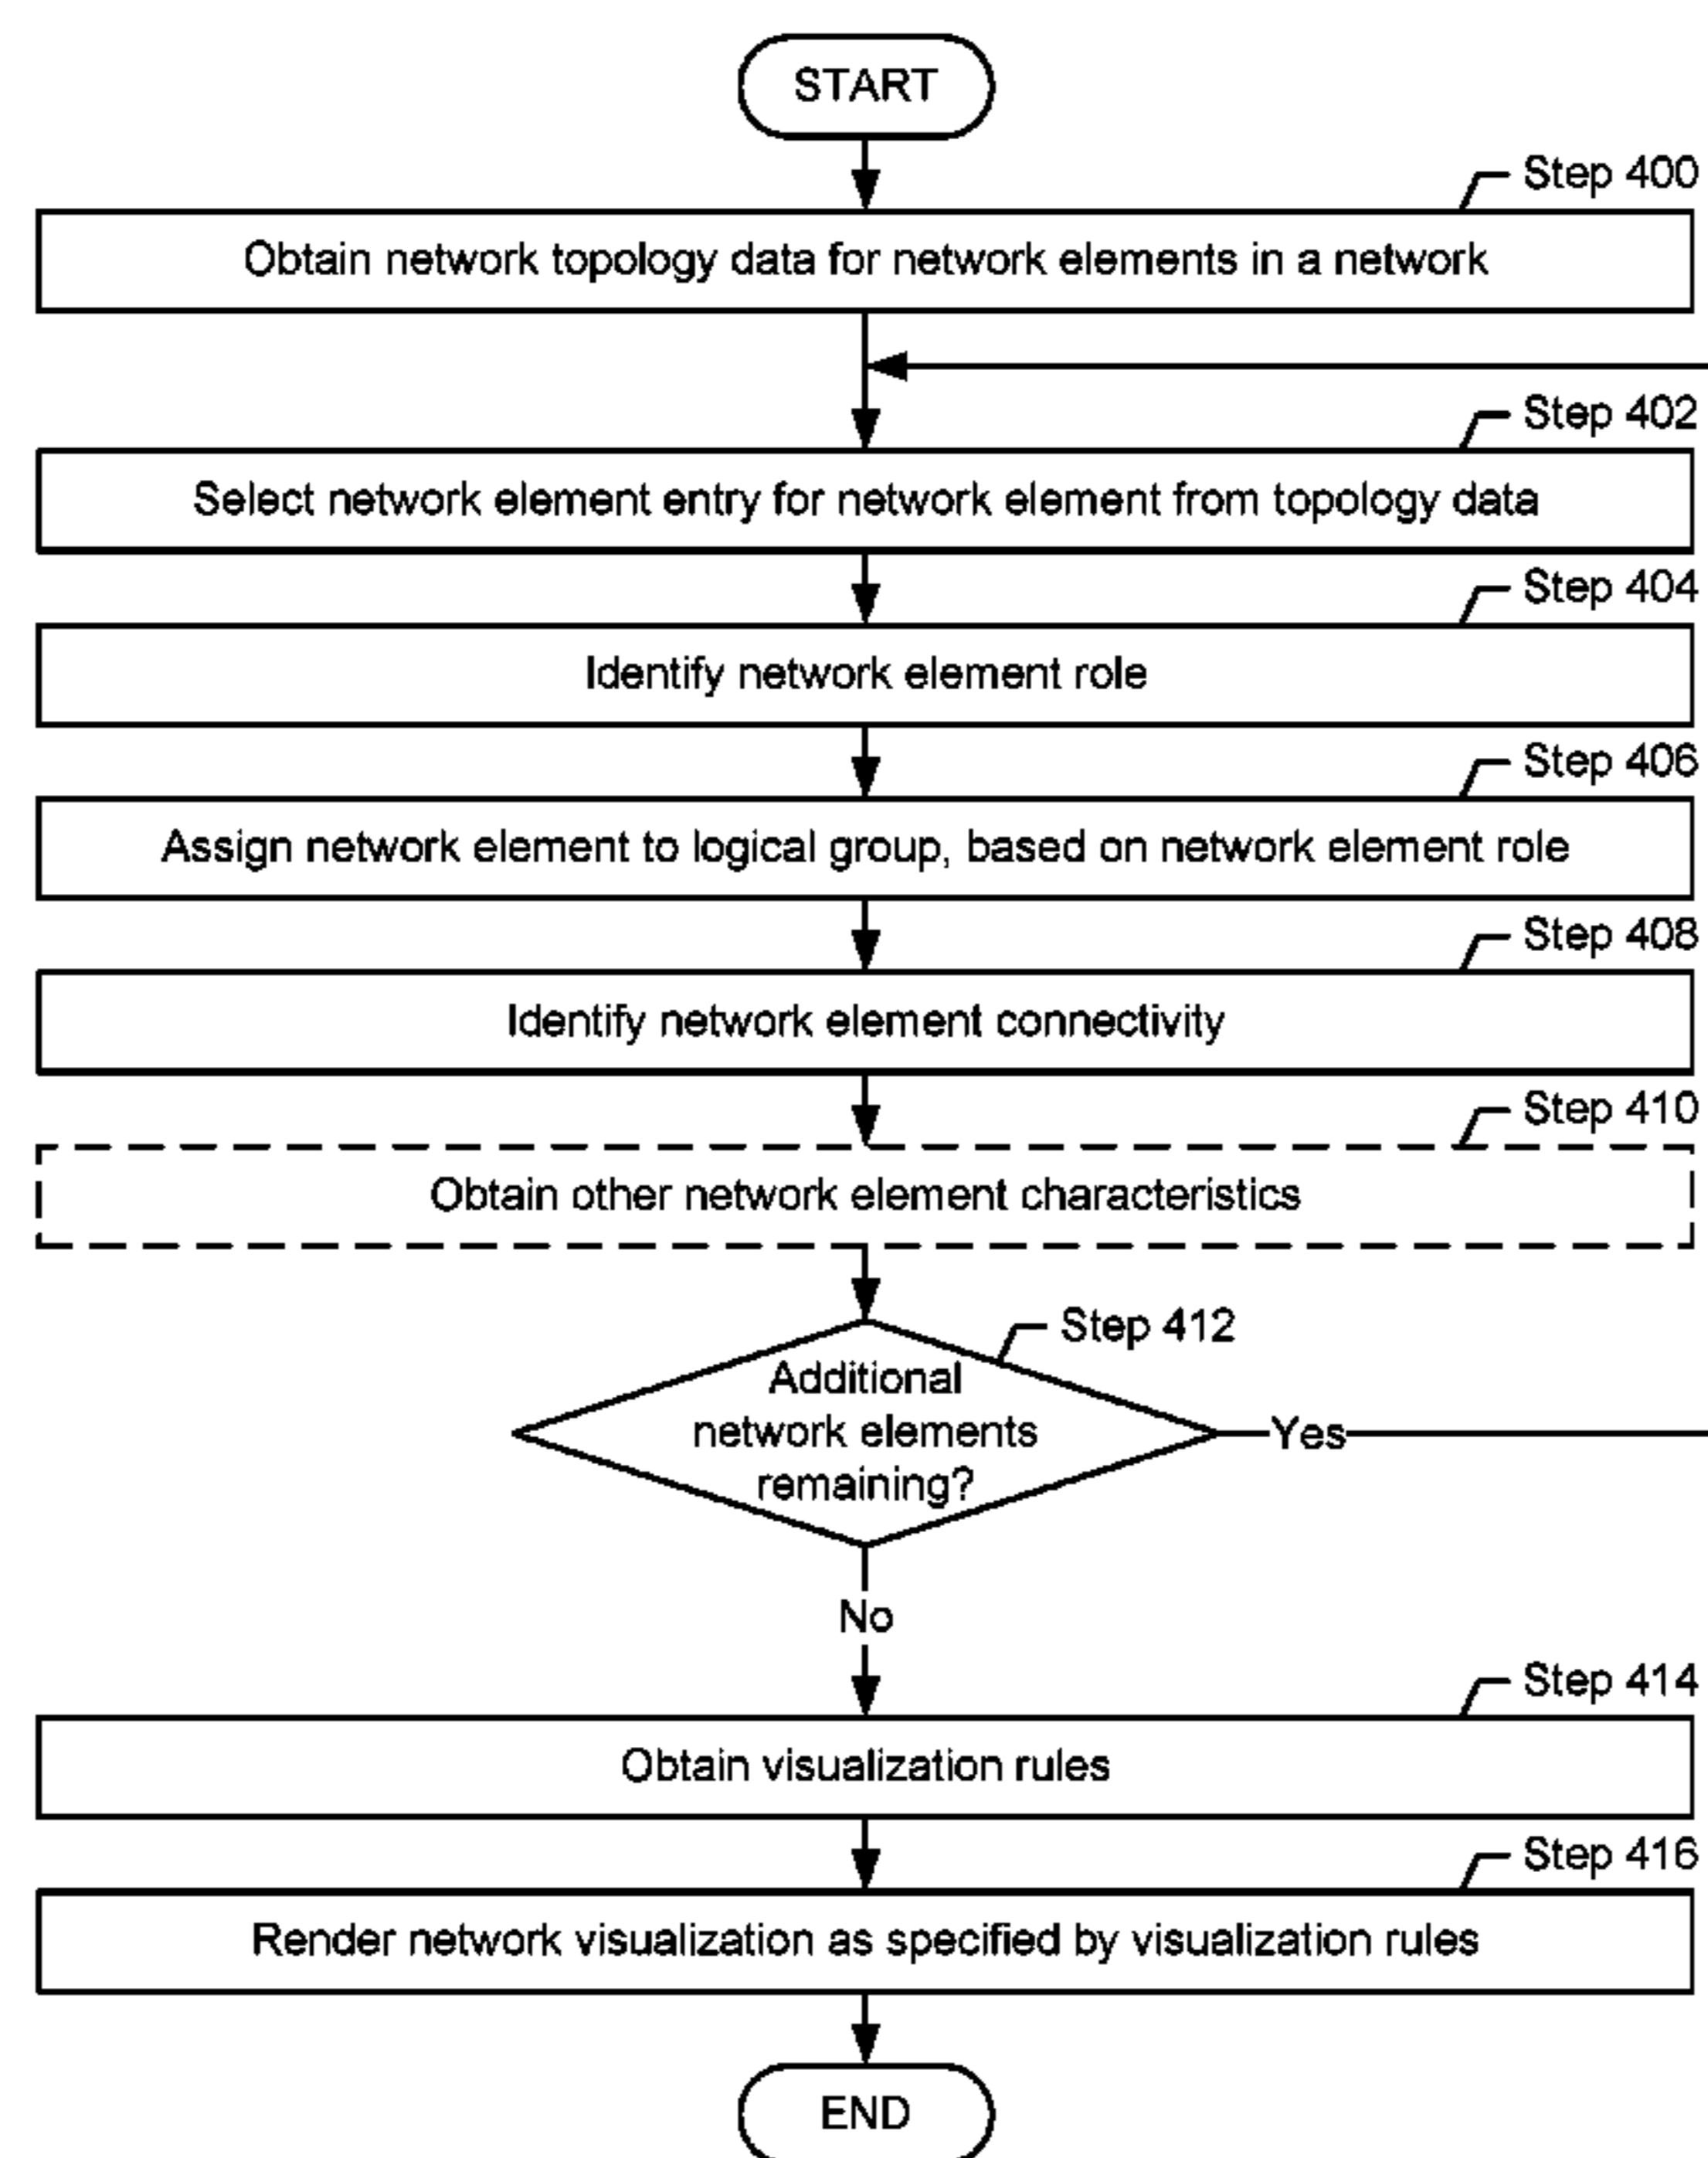 START
Step 400
Obtain network topology data for network elements in a network
Step 402
Select network element entry for network element from topology data
Step 404
Identify network element role
Step 406
Assign network element to logical group, based on network element role
Step 408
Identify network element connectivity
Step 410
Obtain other network element characteristics
Step 412
Additional
network elements
remaining?
Yes
No
Step 414
Obtain visualization rules
Step 416
Render network visualization as specified by visualization rules
END